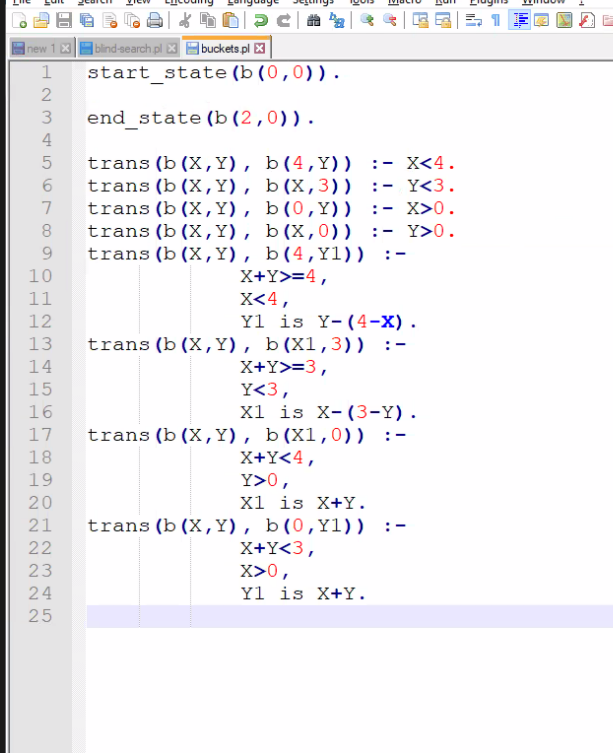 File Edit Search View Encoding Language Settings Tools Macro Run Plugins Window ?
new 1 blind-search.pl buckets.pl
1 start_state(b(0,0)).
2
3 end_state(b(2,0)).
4
5 trans(b(X,Y), b(4,Y)) :- X<4.
6 trans(b(X,Y), b(X,3)) :- Y<3.
7 trans(b(X,Y), b(0,Y)) :- X>0.
8 trans(b(X,Y), b(X,0)) :- Y>0.
9 trans(b(X,Y), b(4,Y1)) :-
10 X+Y>=4,
11 X<4,
12 Y1 is Y-(4-X).
13 trans(b(X,Y), b(X1,3)) :-
14 X+Y>=3,
15 Y<3,
16 X1 is X-(3-Y).
17 trans(b(X,Y), b(X1,0)) :-
18 X+Y<4,
19 Y>0,
20 X1 is X+Y.
21 trans(b(X,Y), b(0,Y1)) :-
22 X+Y<3,
23 X>0,
24 Y1 is X+Y.
25